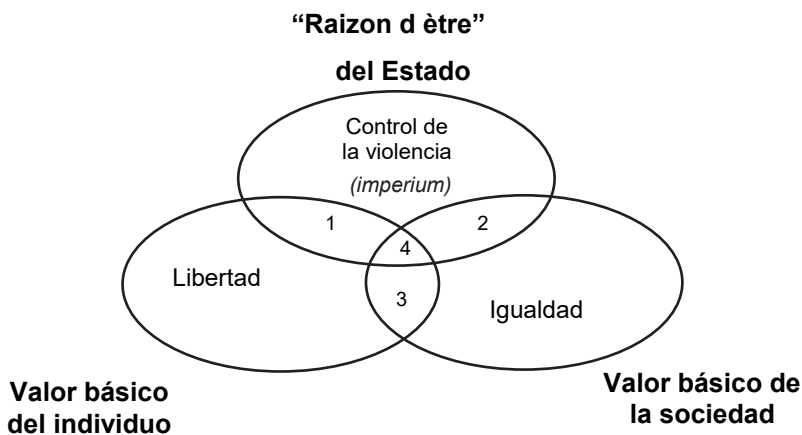 “Raizon d ètre”
del Estado
Control de
la violencia
(imperium)
1
2
4
3
Libertad
Igualdad
Valor básico
del individuo
Valor básico de
la sociedad